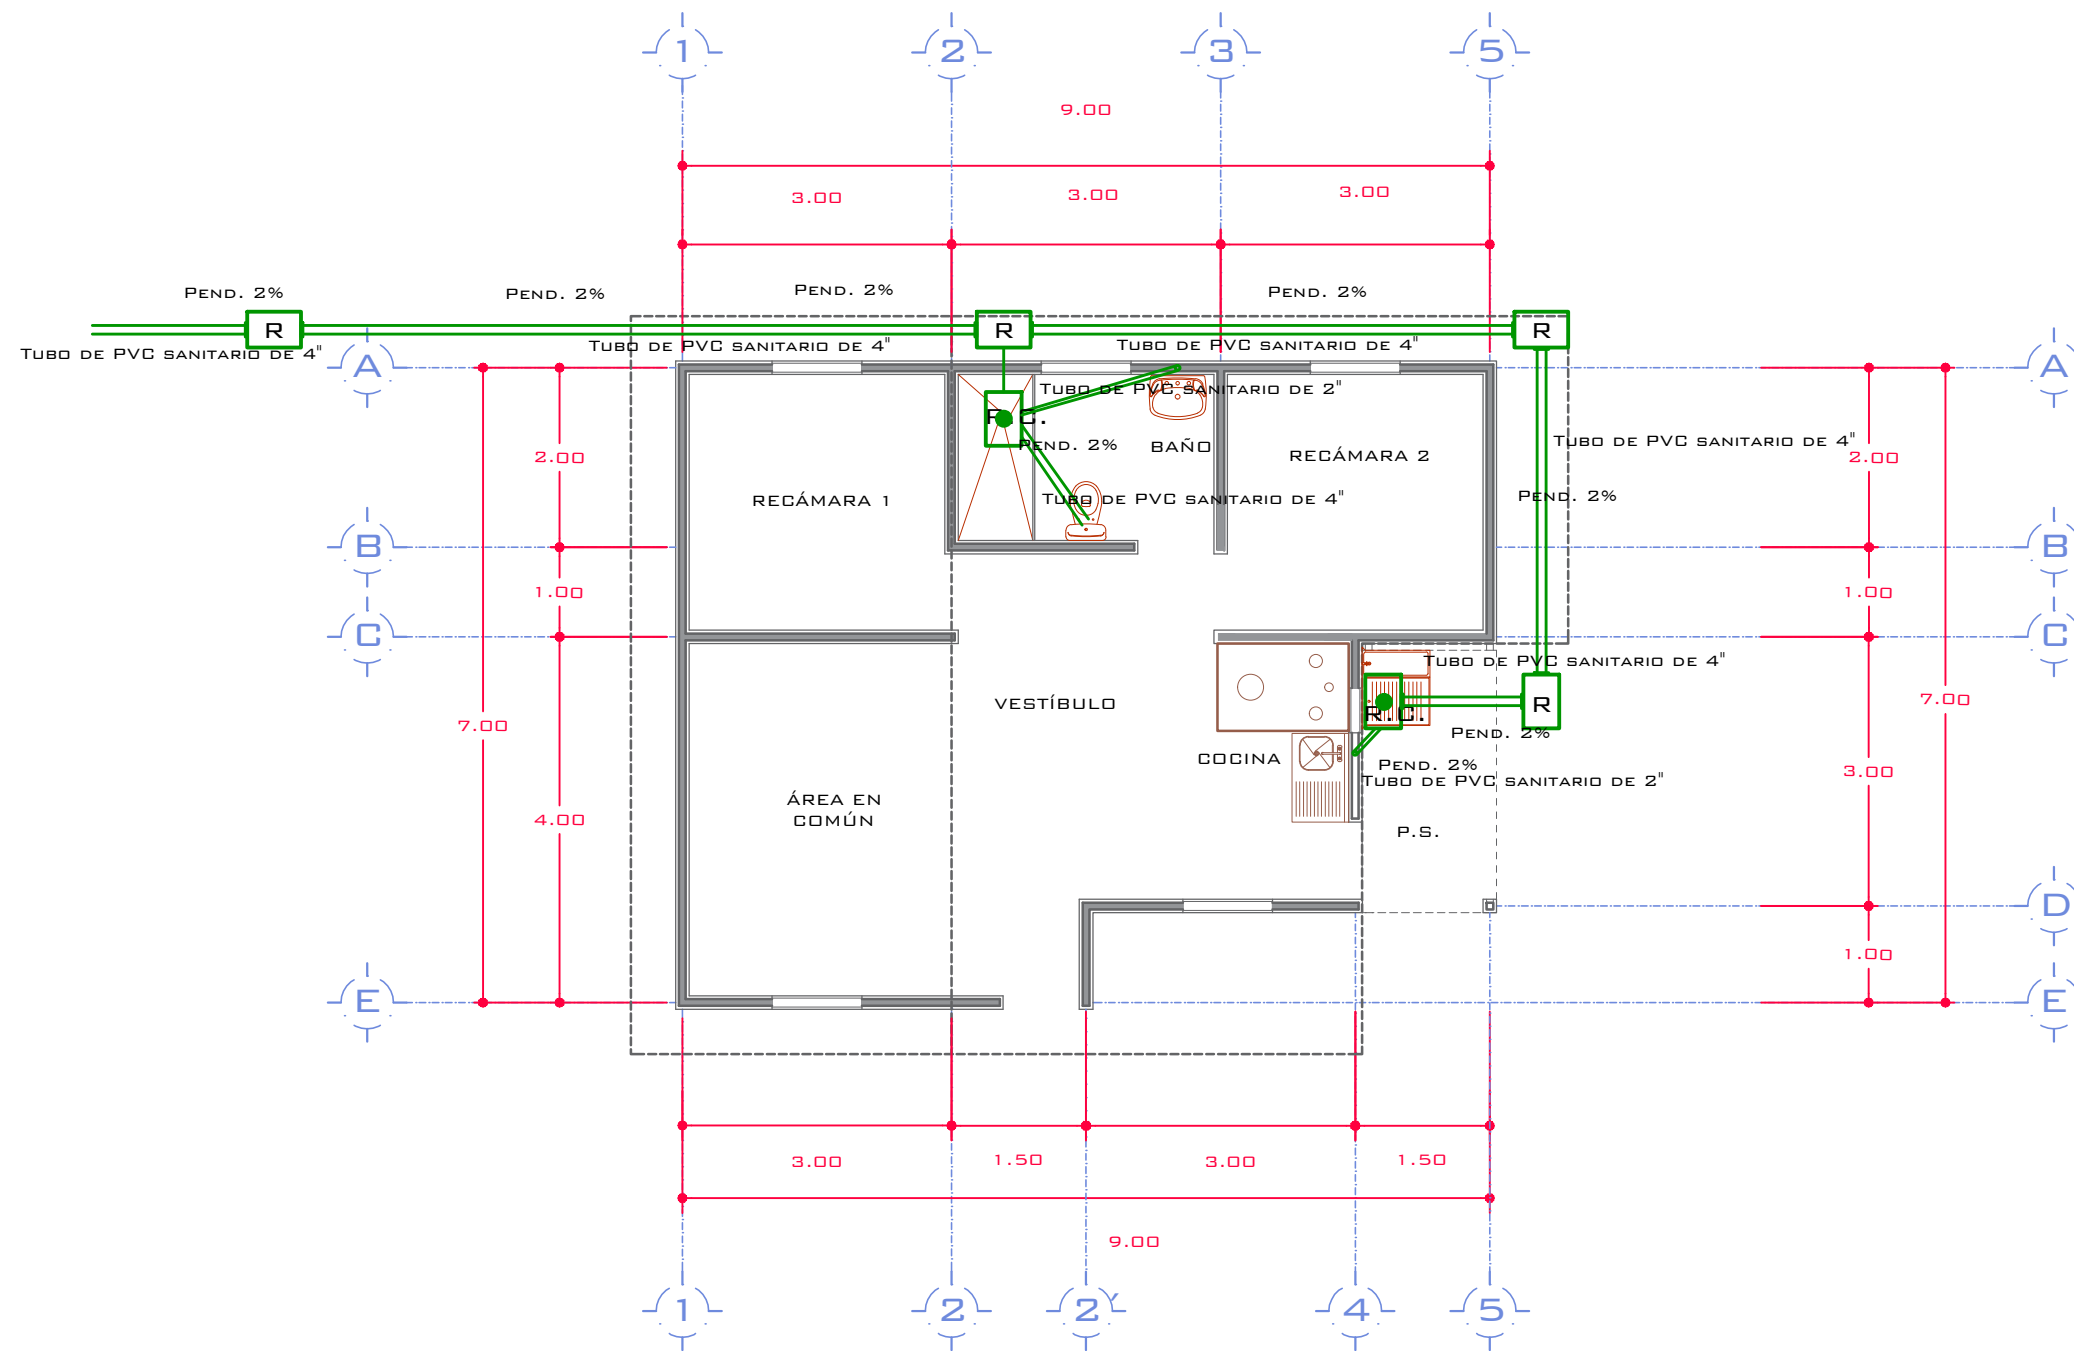 1 2 3 5
9.00
3.00 3.00 3.00
PEND. 2% PEND. 2% PEND. 2% PEND. 2%
R R R
TUBO DE PVC SANITARIO DE 4" TUBO DE PVC SANITARIO DE 4" TUBO DE PVC SANITARIO DE 4"
A A
TUBO DE PVC SANITARIO DE 2"
R.C.
PEND. 2% BAÑO RECÁMARA 2 TUBO DE PVC SANITARIO DE 4"
2.00 2.00
RECÁMARA 1 TUBO DE PVC SANITARIO DE 4" PEND. 2%
B B
1.00 1.00
C C
TUBO DE PVC SANITARIO DE 4"
7.00 VESTÍBULO R.C. R 7.00
PEND. 2%
COCINA PEND. 2% 3.00
TUBO DE PVC SANITARIO DE 2"
ÁREA EN
COMÚN
4.00 P.S.
D
1.00
E E
3.00 1.50 3.00 1.50
9.00
1 2 2´ 4 5